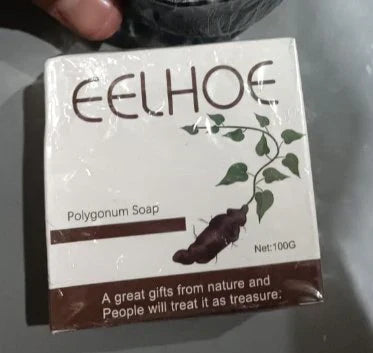 EELHOE
Polygonum Soap
Net:100G
A great gifts from nature and
People will treat it as treasure: